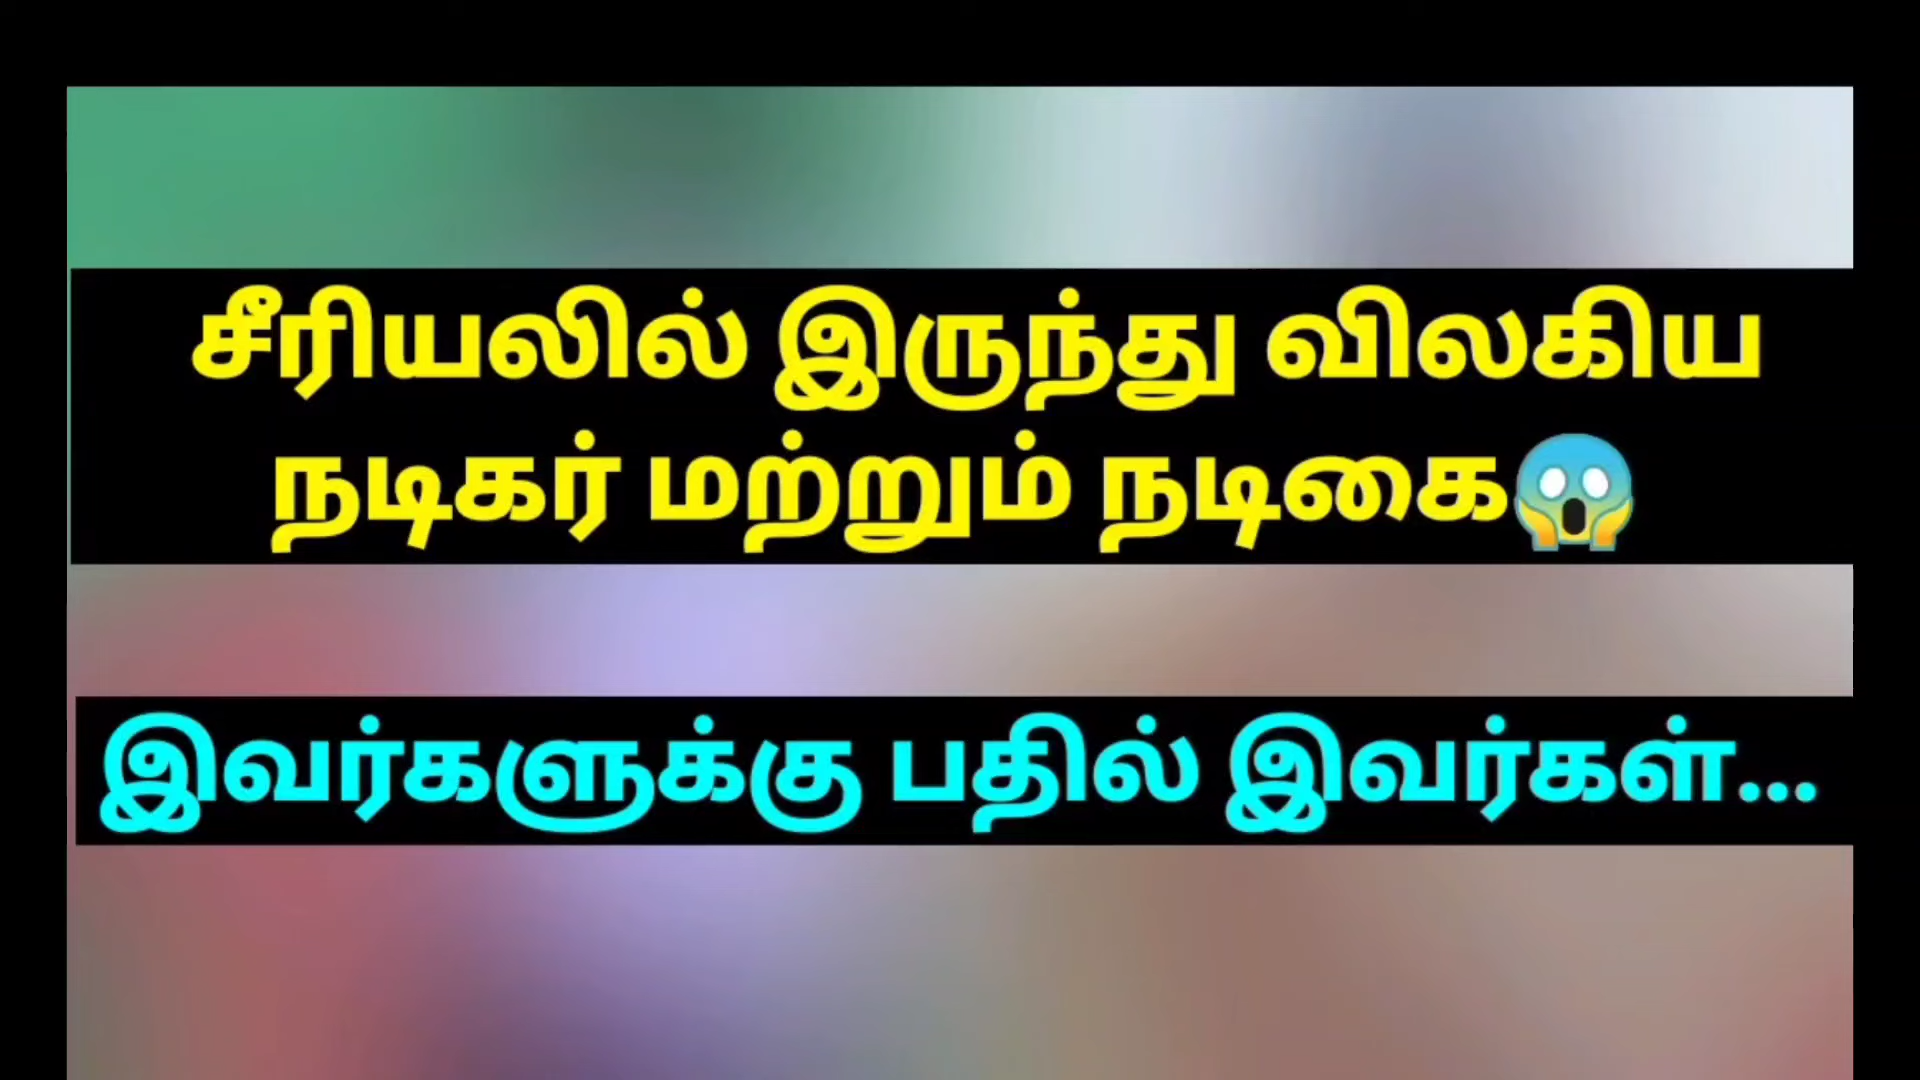 சீரியலில் இருந்து விலகிய
நடிகர் மற்றும் நடிகை😱
இவர்களுக்கு பதில் இவர்கள்...